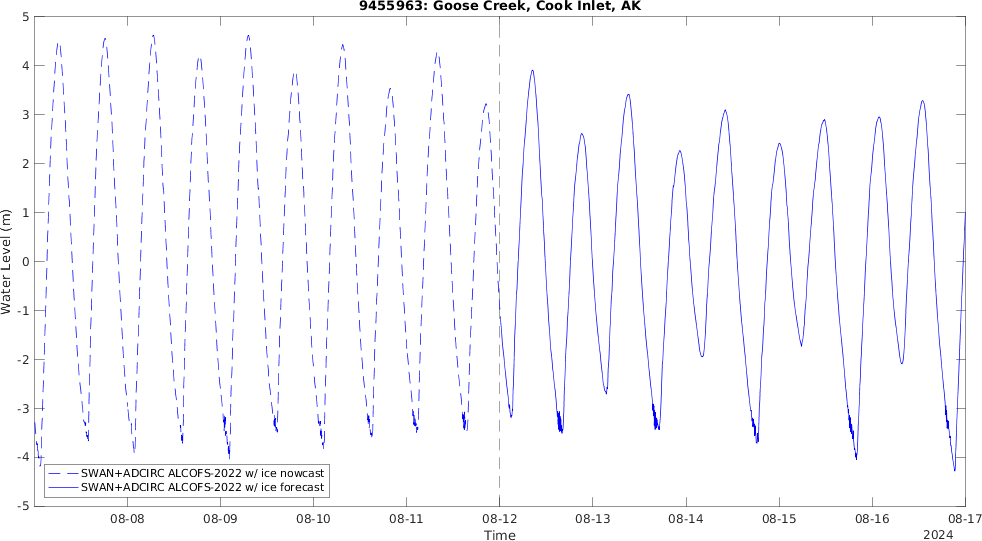 9455963: Goose Creek, Cook Inlet, AK
Water Level (m)
5
4
3
2
1
0
-1
-2
-3
-4
-5
SWAN+ADCIRC ALCOFS-2022 w/ ice nowcast
SWAN+ADCIRC ALCOFS-2022 w/ ice forecast
08-08 08-09 08-10 08-11 08-12 08-13 08-14 08-15 08-16 08-17
Time
2024